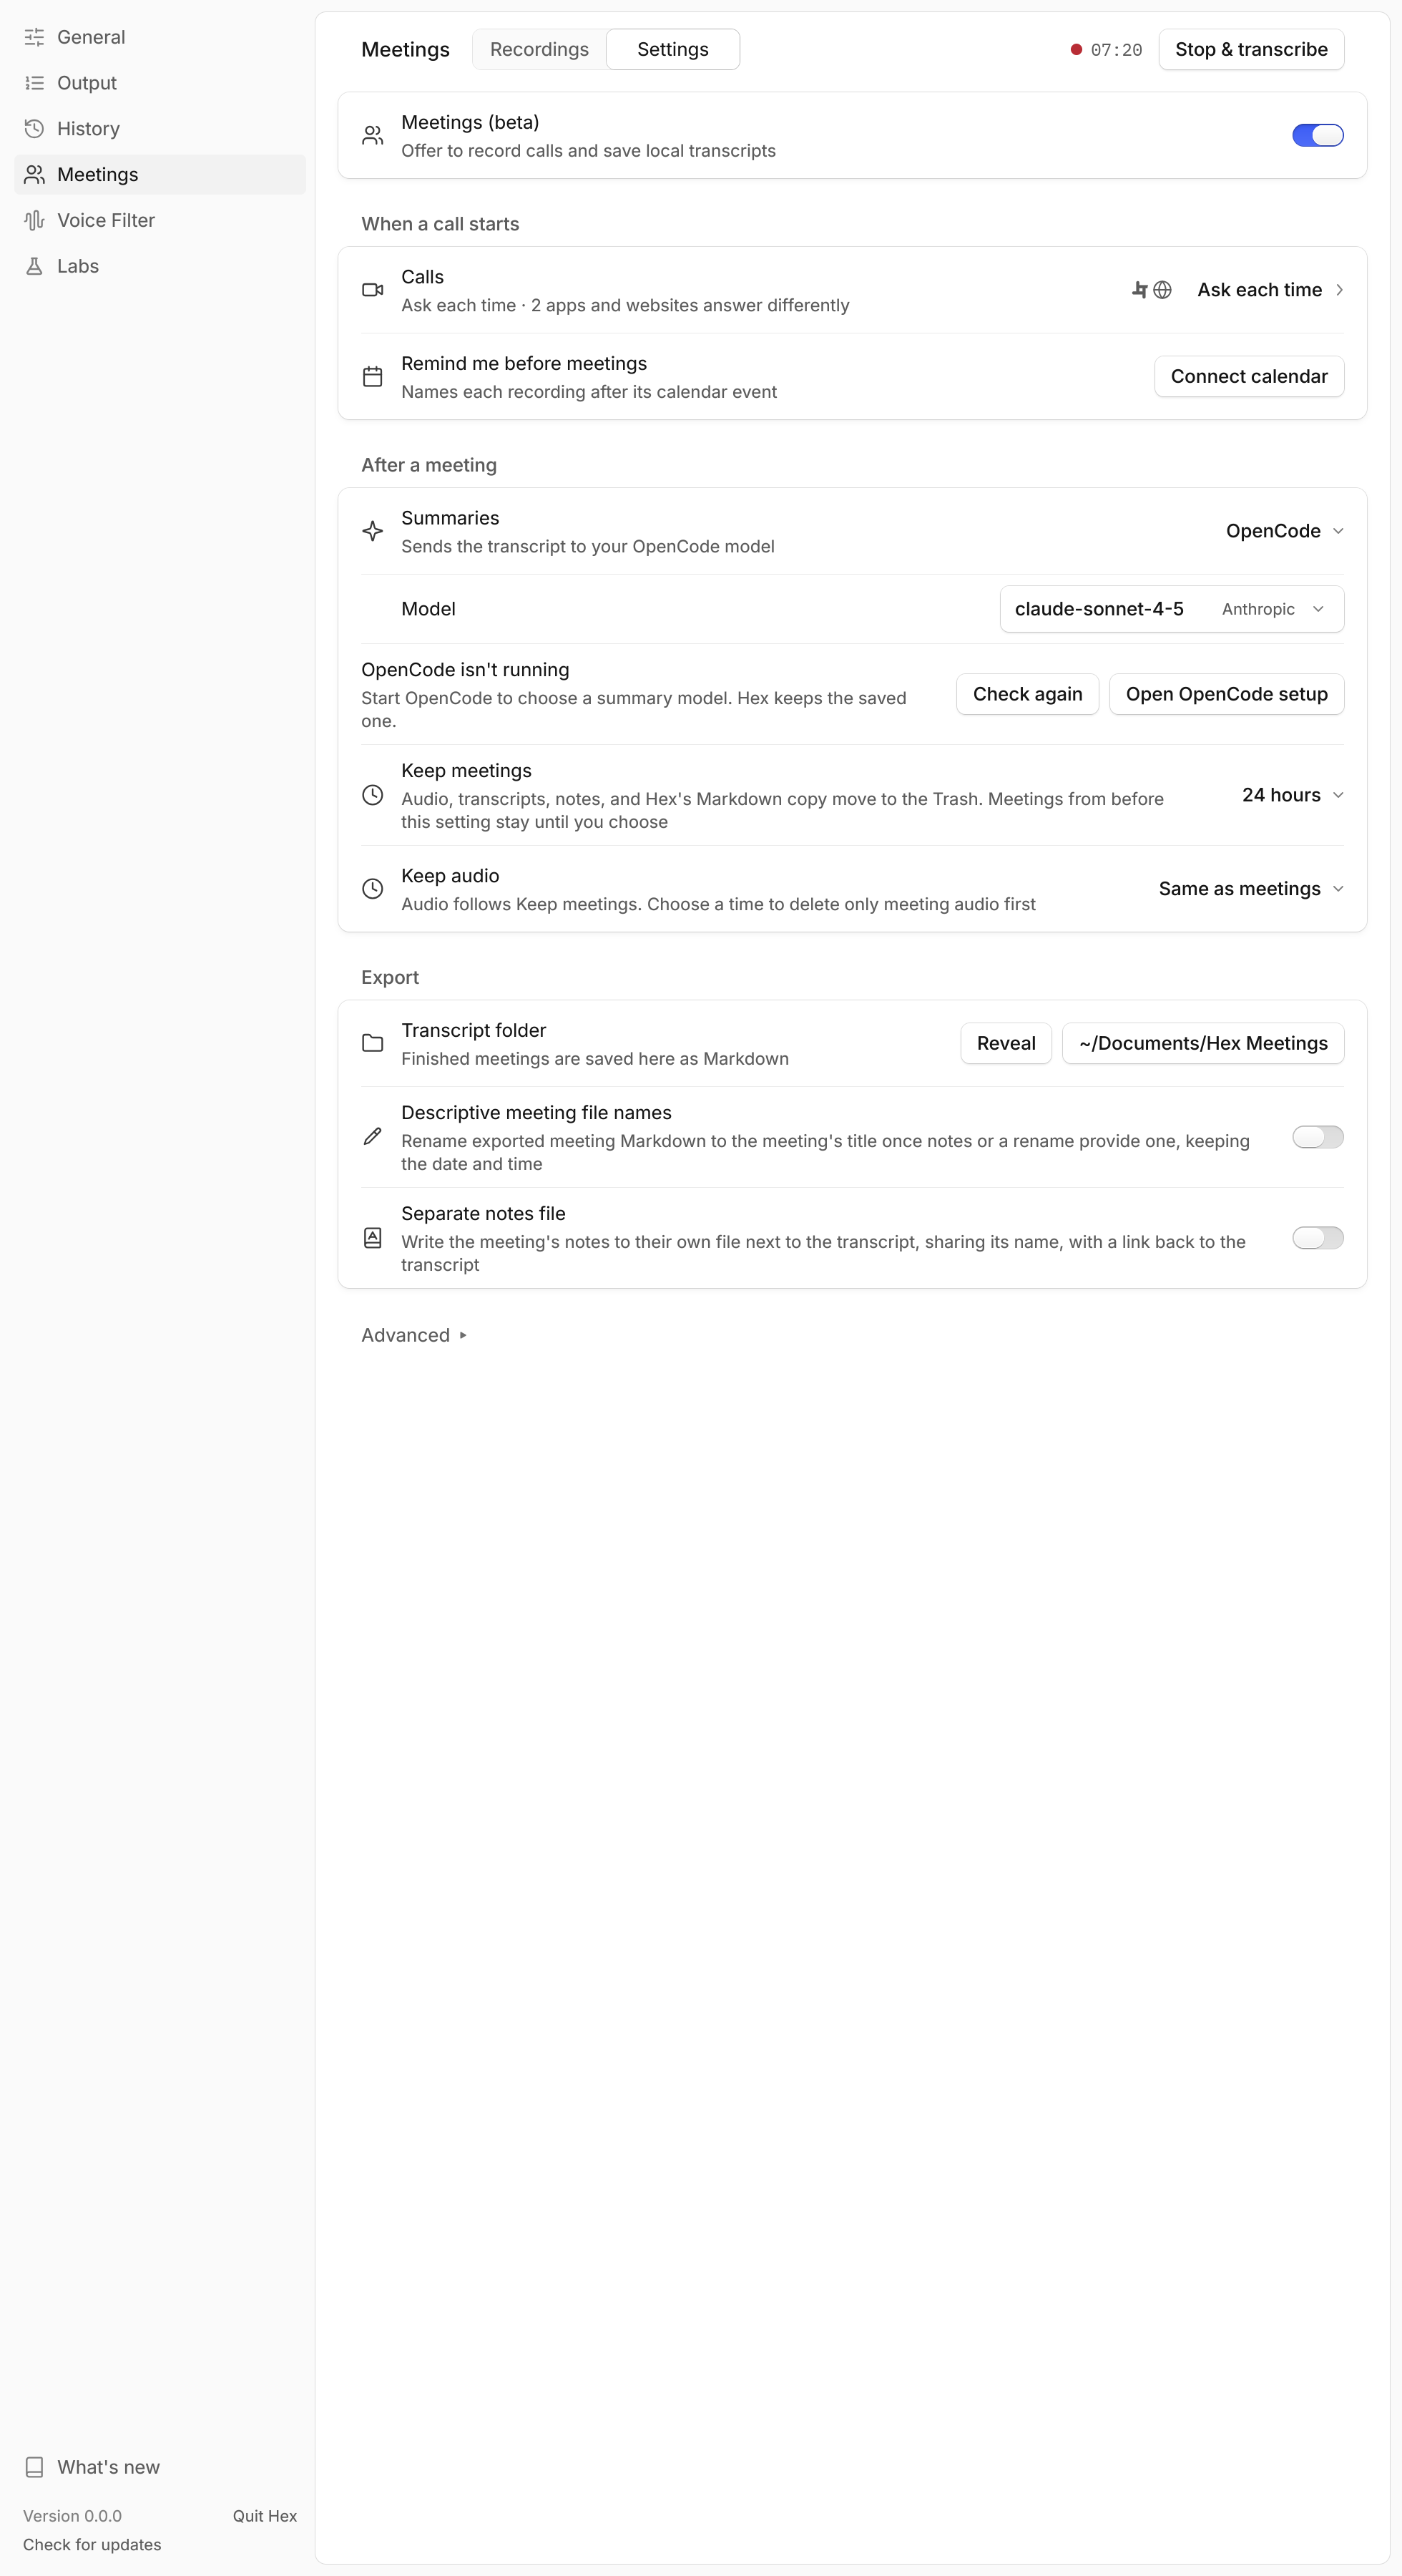 General
Output
History
Meetings
Voice Filter
Labs
Meetings
Recordings
Settings
07:20
Stop & transcribe
Meetings (beta)
Offer to record calls and save local transcripts
When a call starts
Calls
Ask each time · 2 apps and websites answer differently
Ask each time
Remind me before meetings
Names each recording after its calendar event
Connect calendar
After a meeting
Summaries
Sends the transcript to your OpenCode model
OpenCode
Model
claude-sonnet-4-5
Anthropic
OpenCode isn't running
Start OpenCode to choose a summary model. Hex keeps the saved
one.
Check again
Open OpenCode setup
Keep meetings
Audio, transcripts, notes, and Hex's Markdown copy move to the Trash. Meetings from before
this setting stay until you choose
24 hours
Keep audio
Audio follows Keep meetings. Choose a time to delete only meeting audio first
Same as meetings
Export
Transcript folder
Finished meetings are saved here as Markdown
Reveal
~/Documents/Hex Meetings
Descriptive meeting file names
Rename exported meeting Markdown to the meeting's title once notes or a rename provide one, keeping
the date and time
Separate notes file
Write the meeting's notes to their own file next to the transcript, sharing its name, with a link back to the
transcript
Advanced
What's new
Version 0.0.0
Quit Hex
Check for updates